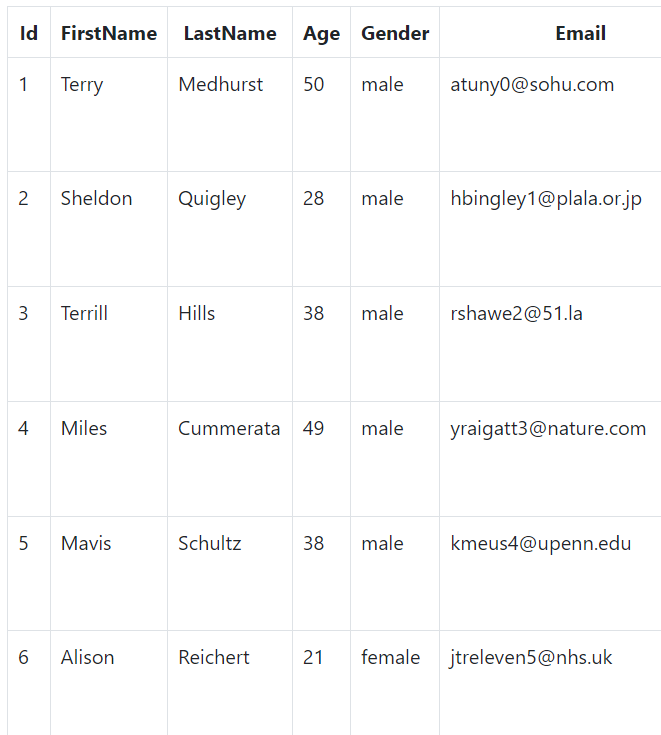 Id FirstName LastName Age Gender Email
1 Terry Medhurst 50 male atuny0@sohu.com
2 Sheldon Quigley 28 male hbingley1@plala.or.jp
3 Terrill Hills 38 male rshawe2@51.la
4 Miles Cummerata 49 male yraigatt3@nature.com
5 Mavis Schultz 38 male kmeus4@upenn.edu
6 Alison Reichert 21 female jtreleven5@nhs.uk